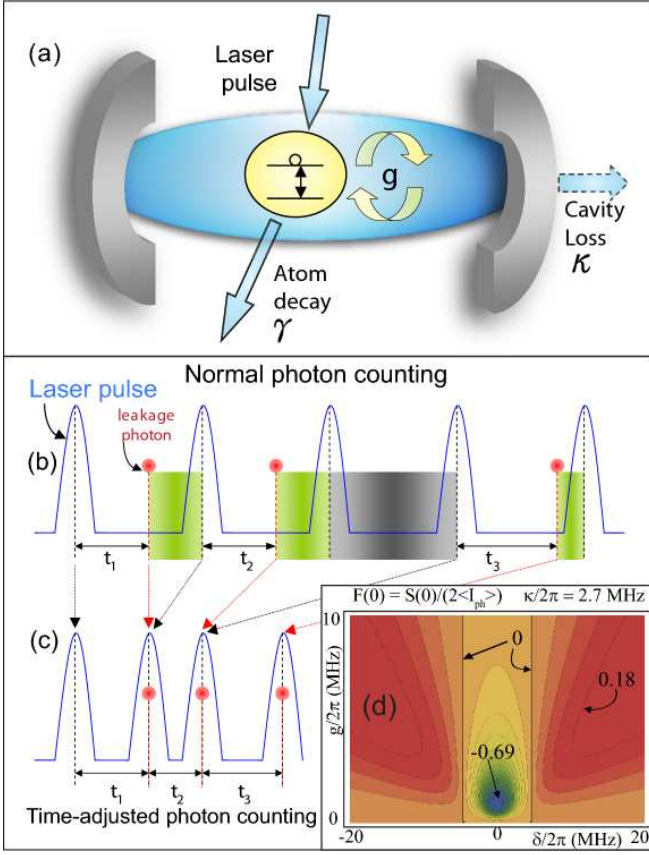 (a)
Laser
pulse
g
Cavity
Loss
κ
Atom
decay
γ
Normal photon counting
Laser pulse
leakage
photon
(b)
t1
t2
t3
F(0) = S(0)/(2<I_ph>) κ/2π = 2.7 MHz
(c)
10
g/2π (MHz)
0
(d)
0
0.18
-0.69
-20
0
δ/2π (MHz)
20
t1
t2
t3
Time-adjusted photon counting